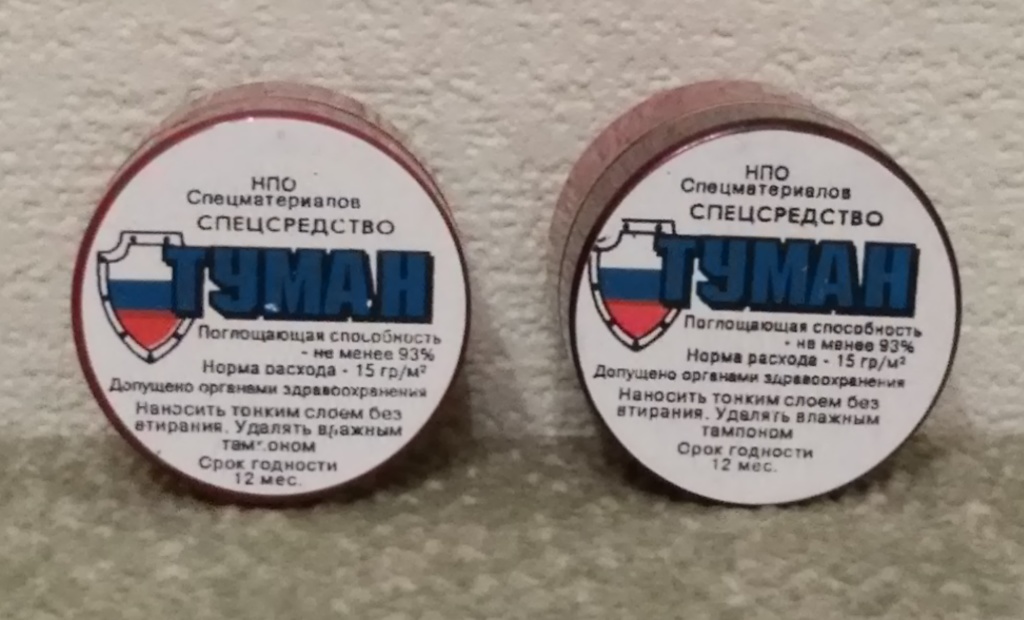 НПО
Спецматериалов
СПЕЦСРЕДСТВО
ТУМАН
Поглощающая способность
- не менее 93%
Норма расхода - 15 гр/м²
Допущено органами здравоохранения
Наносить тонким слоем без
втирания. Удалять влажным
тампоном
Срок годности
12 мес.
НПО
Спецматериалов
СПЕЦСРЕДСТВО
ТУМАН
Поглощающая способность
- не менее 93%
Норма расхода - 15 гр/м²
Допущено органами здравоохранения
Наносить тонким слоем без
втирания. Удалять влажным
тампоном
Срок годности
12 мес.